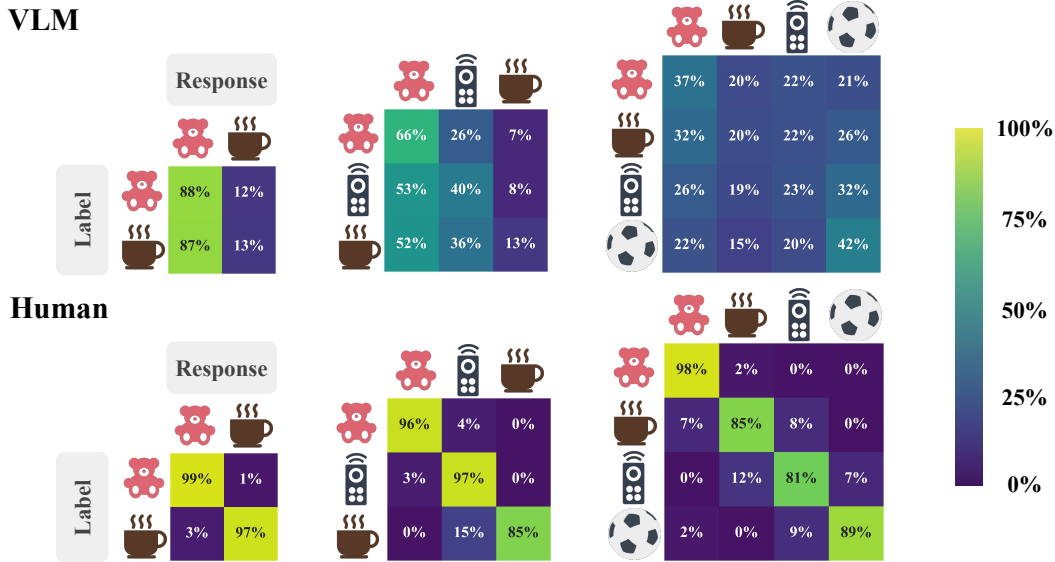 VLM
Response
Label
88% 12%
87% 13%
66% 26% 7%
53% 40% 8%
52% 36% 13%
37% 20% 22% 21%
32% 20% 22% 26%
26% 19% 23% 32%
22% 15% 20% 42%
Human
Response
Label
99% 1%
3% 97%
96% 4% 0%
3% 97% 0%
0% 15% 85%
98% 2% 0% 0%
7% 85% 8% 0%
0% 12% 81% 7%
2% 0% 9% 89%
100%
75%
50%
25%
0%